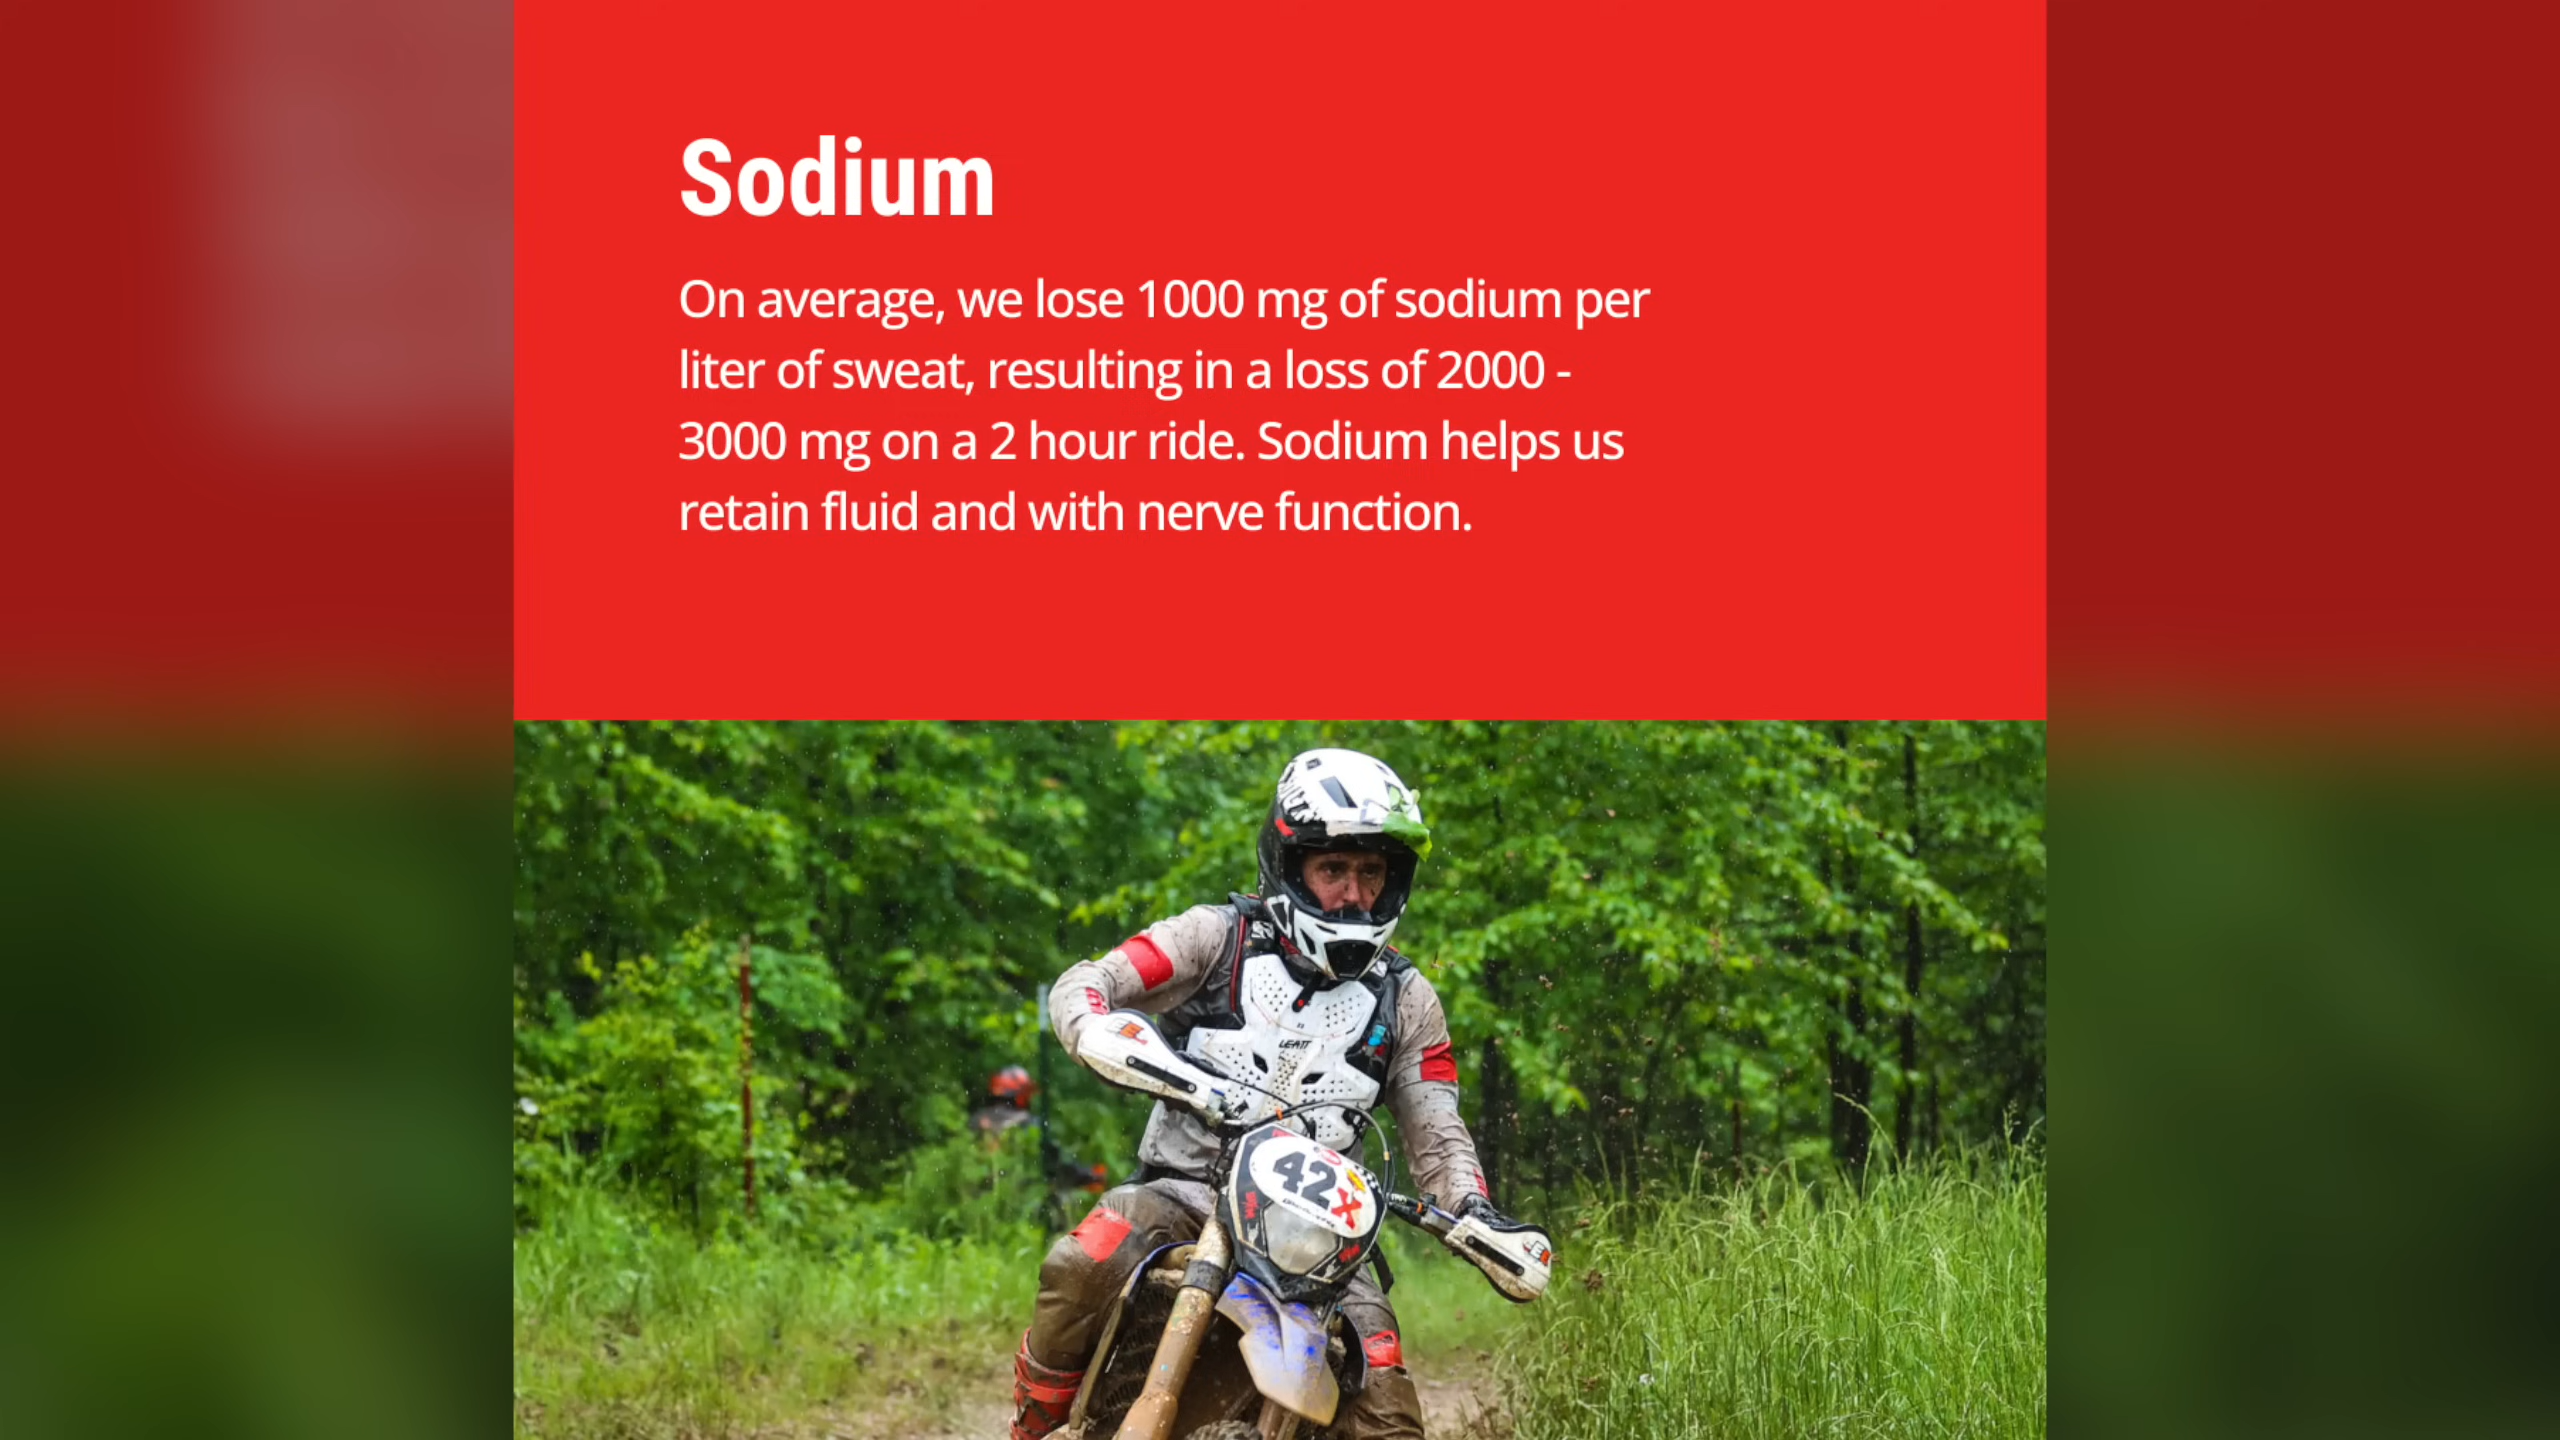 Sodium
On average, we lose 1000 mg of sodium per
liter of sweat, resulting in a loss of 2000 -
3000 mg on a 2 hour ride. Sodium helps us
retain fluid and with nerve function.
LEATT
42X